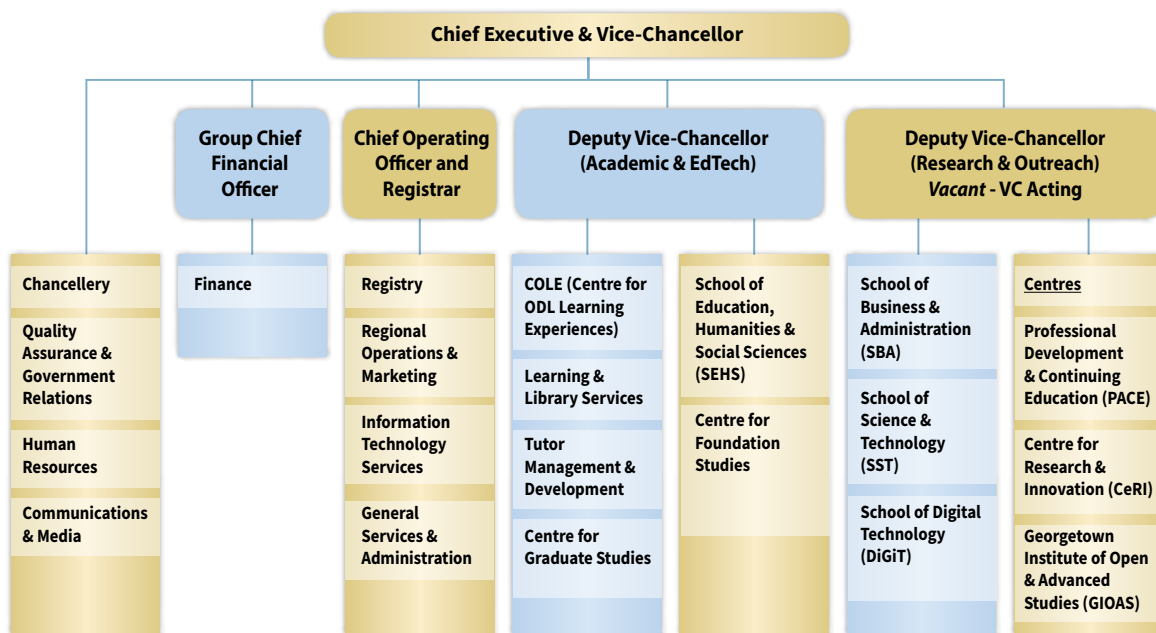 Chief Executive & Vice-Chancellor
Group Chief
Financial
Officer
Chief Operating
Officer and
Registrar
Deputy Vice-Chancellor
(Academic & EdTech)
Deputy Vice-Chancellor
(Research & Outreach)
Vacant - VC Acting
Chancellery
Quality
Assurance &
Government
Relations
Human
Resources
Communications
& Media
Finance
Registry
Regional
Operations &
Marketing
Information
Technology
Services
General
Services &
Administration
COLE (Centre for
ODL Learning
Experiences)
Learning &
Library Services
Tutor
Management &
Development
Centre for
Graduate Studies
School of
Education,
Humanities &
Social Sciences
(SEHS)
Centre for
Foundation
Studies
School of
Business &
Administration
(SBA)
School of
Science &
Technology
(SST)
School of Digital
Technology
(DiGiT)
Centres
Professional
Development
& Continuing
Education (PACE)
Centre for
Research &
Innovation (CeRI)
Georgetown
Institute of Open
& Advanced
Studies (GIOAS)